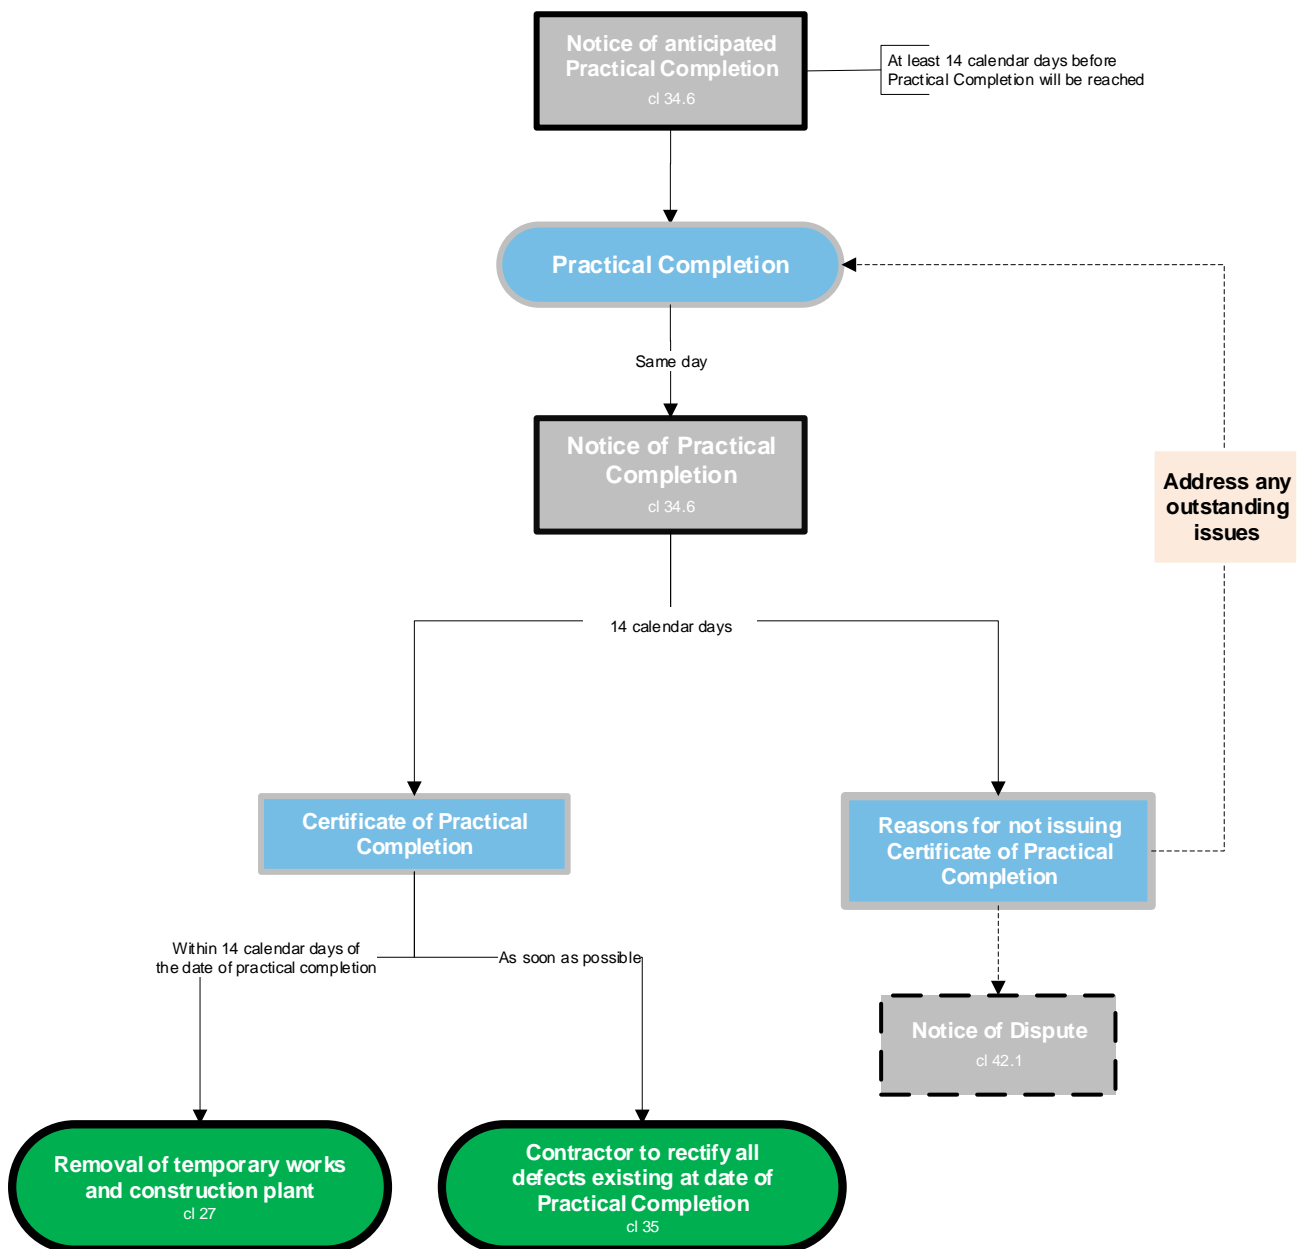 Notice of anticipated
Practical Completion
cl 34.6
At least 14 calendar days before
Practical Completion will be reached
Practical Completion
Same day
Notice of Practical
Completion
cl 34.6
Address any
outstanding
issues
14 calendar days
Certificate of Practical
Completion
Reasons for not issuing
Certificate of Practical
Completion
Within 14 calendar days of
the date of practical completion
As soon as possible
Notice of Dispute
cl 42.1
Removal of temporary works
and construction plant
cl 27
Contractor to rectify all
defects existing at date of
Practical Completion
cl 35